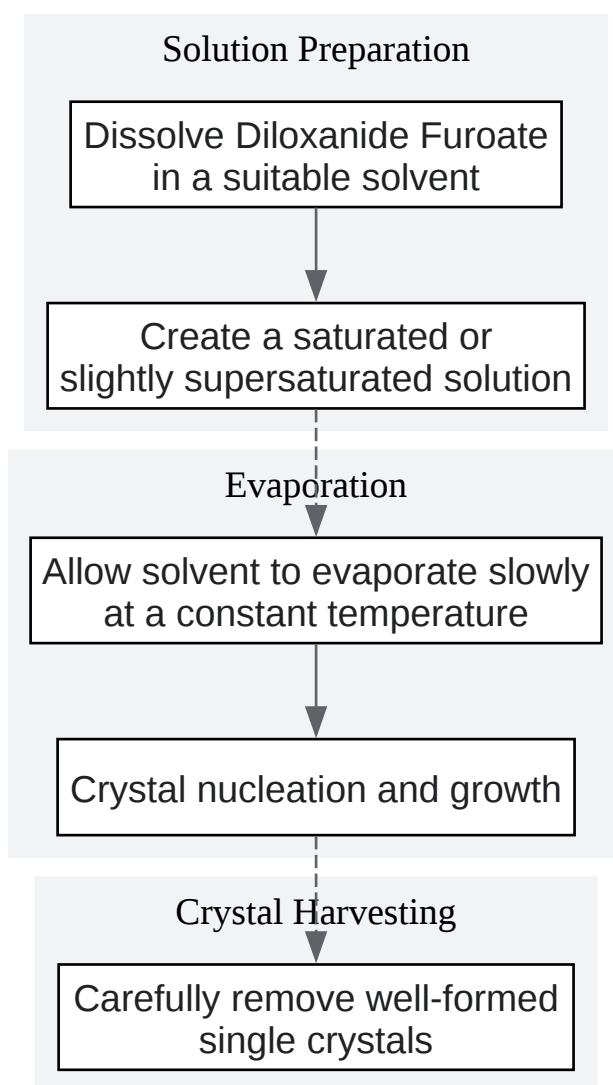 Solution Preparation
Dissolve Diloxanide Furoate
in a suitable solvent
Create a saturated or
slightly supersaturated solution
Evaporation
Allow solvent to evaporate slowly
at a constant temperature
Crystal nucleation and growth
Crystal Harvesting
Carefully remove well-formed
single crystals